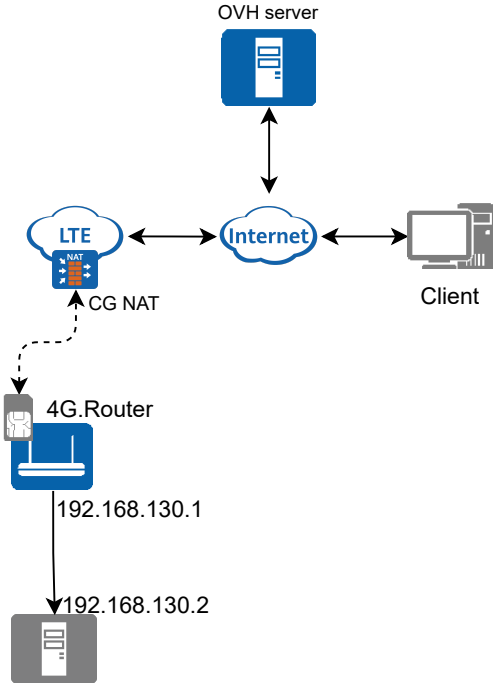 OVH server
LTE
Internet
NAT
CG NAT
Client
4G.Router
192.168.130.1
192.168.130.2